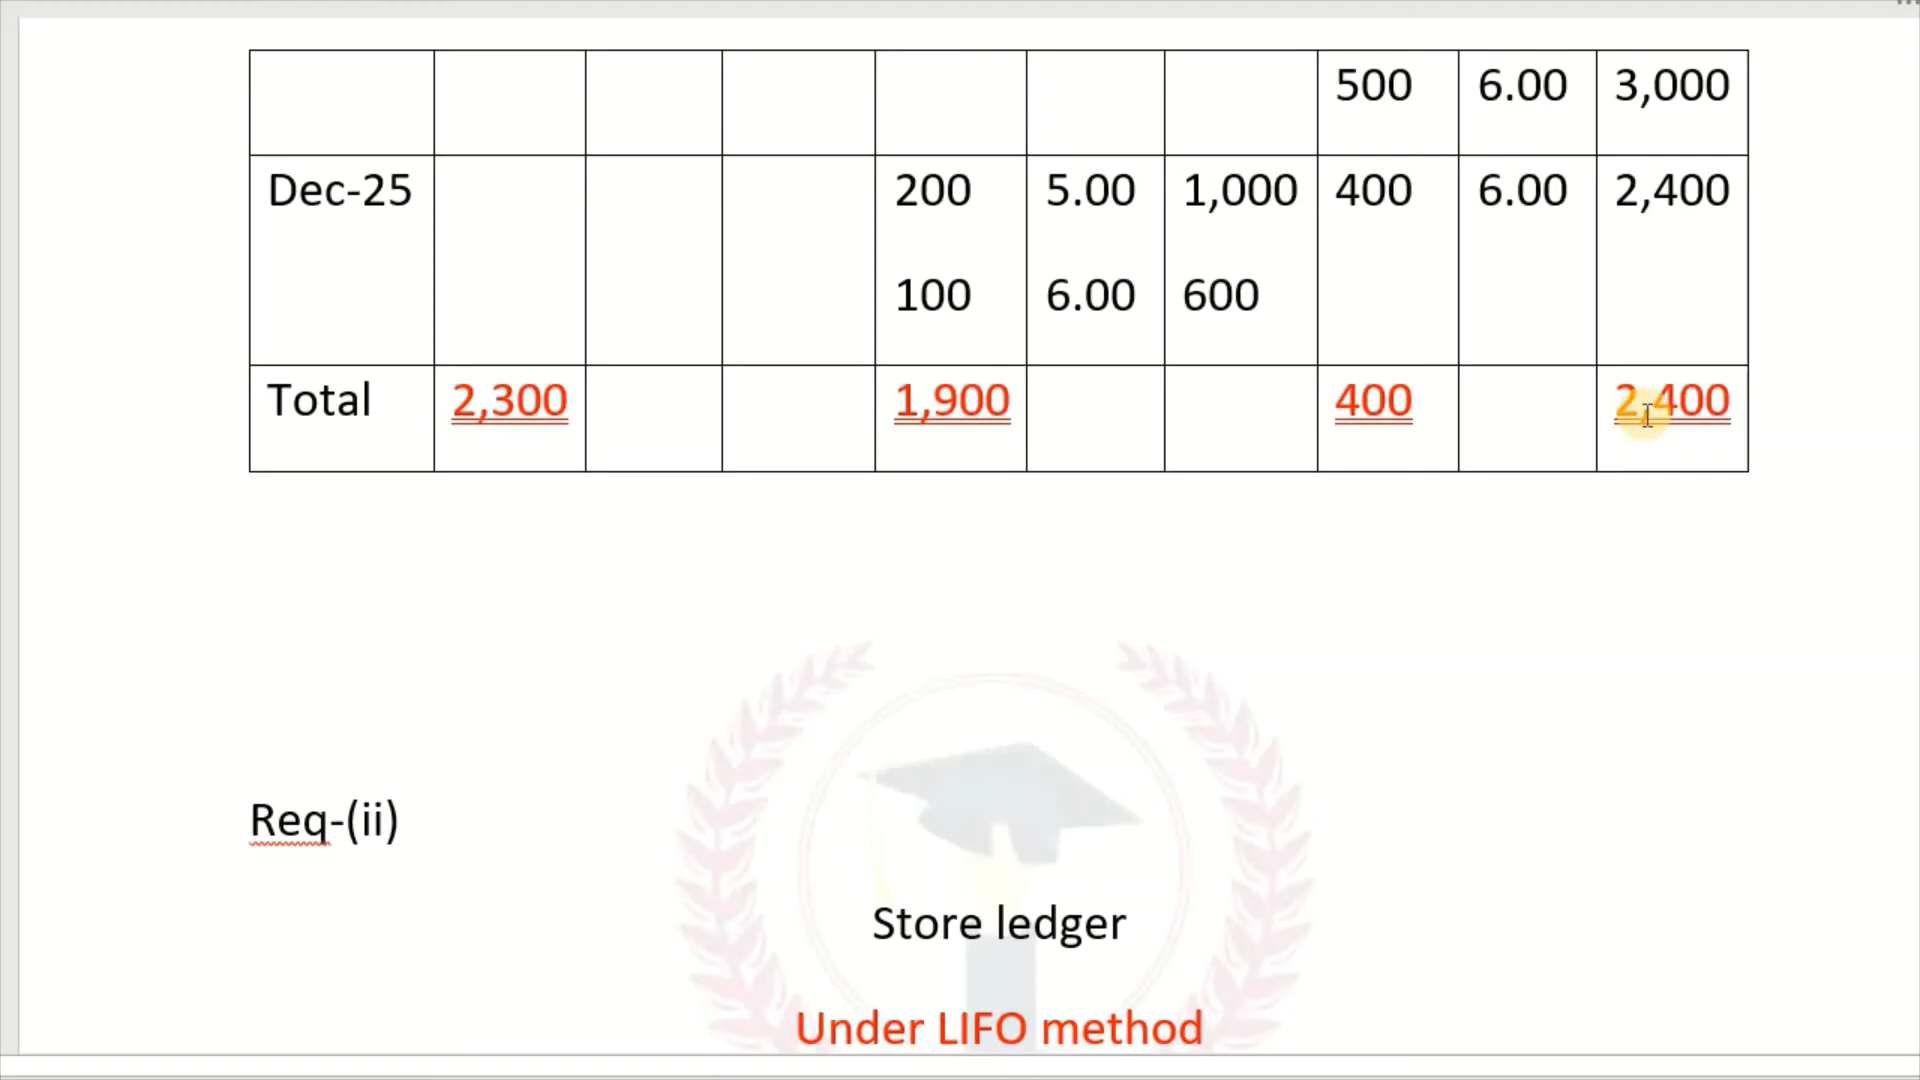 500 6.00 3,000
Dec-25 200 5.00 1,000 400 6.00 2,400
100 6.00 600
Total 2,300 1,900 400 2,400
Req-(ii)
Store ledger
Under LIFO method